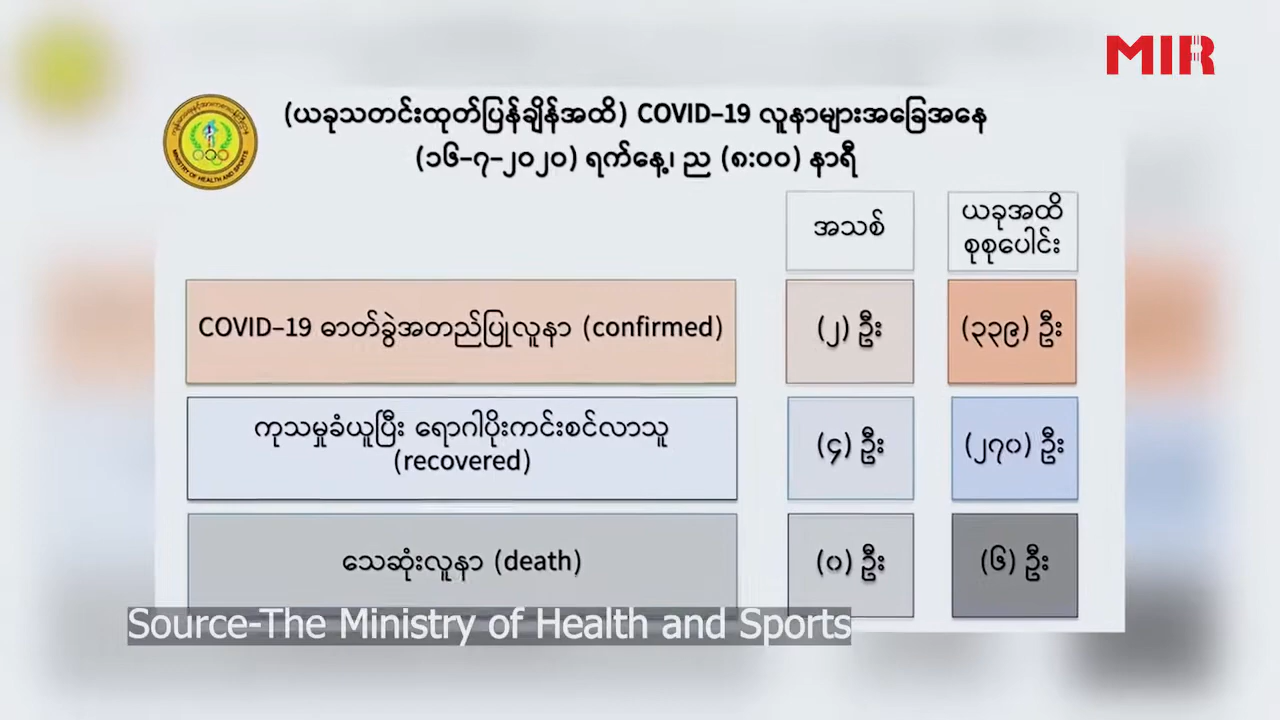 MIR
(ယခုသတင်းထုတ်ပြန်ချိန်အထိ) COVID-19 လူနာများအခြေအနေ
(၁၆-၇-၂၀၂၀) ရက်နေ့၊ ည (၈:၀၀) နာရီ
MINISTRY OF HEALTH AND SPORTS
အသစ်
ယခုအထိ
စုစုပေါင်း
COVID-19 ဓာတ်ခွဲအတည်ပြုလူနာ (confirmed)
(၂) ဦး
(၃၃၉) ဦး
ကုသမှုခံယူပြီး ရောဂါပိုးကင်းစင်လာသူ
(recovered)
(၄) ဦး
(၂၇၀) ဦး
သေဆုံးလူနာ (death)
(၀) ဦး
(၆) ဦး
Source-The Ministry of Health and Sports